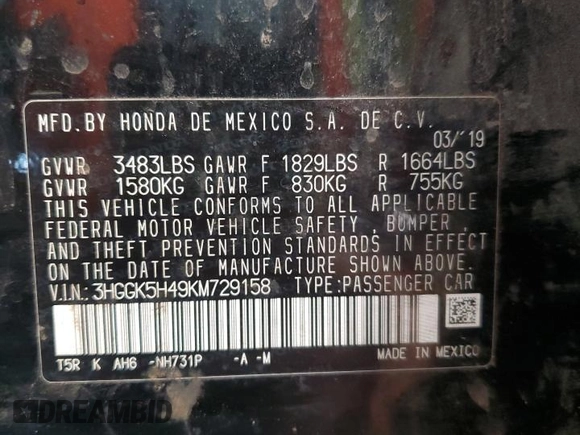 MFD.BY HONDA DE MEXICO S.A. DE C.V.
03/'19
GVWR 3483LBS GAWR F 1829LBS R 1664LBS
GVWR 1580KG GAWR F 830KG R 755KG
THIS VEHICLE CONFORMS TO ALL APPLICABLE
FEDERAL MOTOR VEHICLE SAFETY , BUMPER ,
AND THEFT PREVENTION STANDARDS IN EFFECT
ON THE DATE OF MANUFACTURE SHOWN ABOVE.
V.I.N.: 3HGGK5H49KM729158 TYPE:PASSENGER CAR
T5R K AH6 -NH731P -A -M
MADE IN MEXICO
DREAMBID